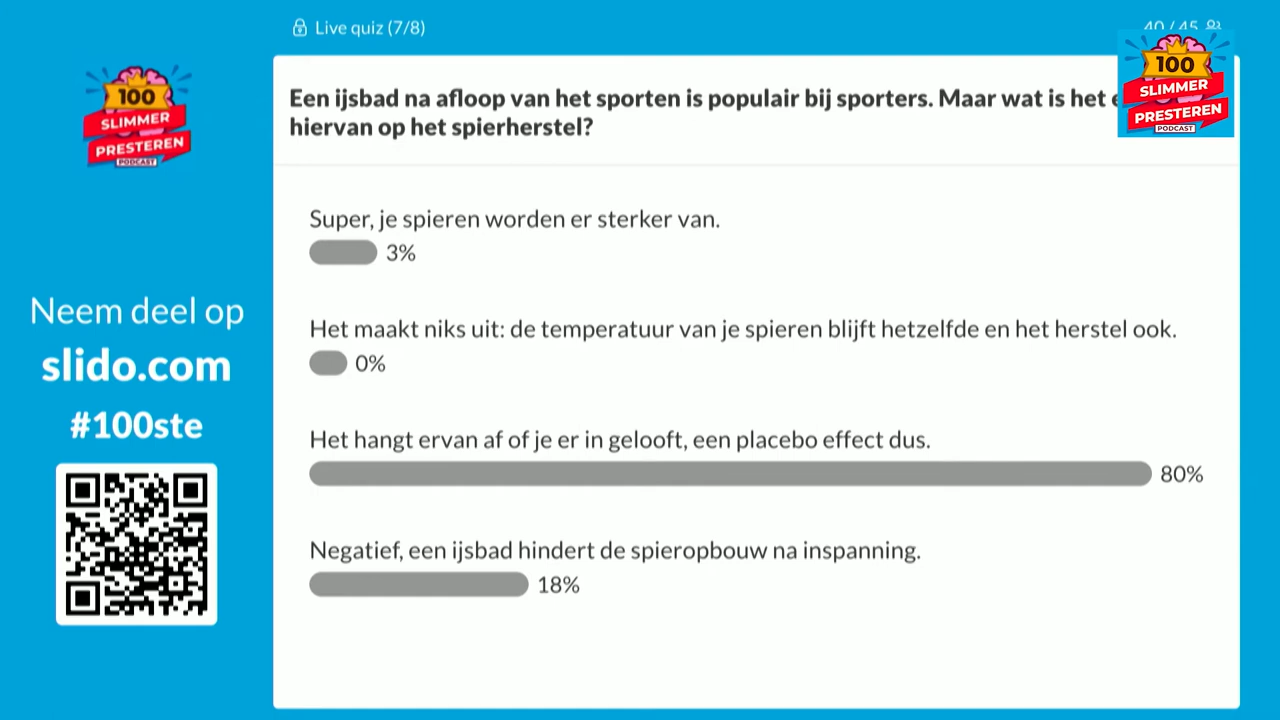 Live quiz (7/8)
40 / 45
100
SLIMMER
PRESTEREN
PODCAST
100
SLIMMER
PRESTEREN
PODCAST
Een ijsbad na afloop van het sporten is populair bij sporters. Maar wat is het
hiervan op het spierherstel?
Super, je spieren worden er sterker van.
3%
Het maakt niks uit: de temperatuur van je spieren blijft hetzelfde en het herstel ook.
0%
Het hangt ervan af of je er in gelooft, een placebo effect dus.
80%
Negatief, een ijsbad hindert de spieropbouw na inspanning.
18%
Neem deel op
slido.com
#100ste